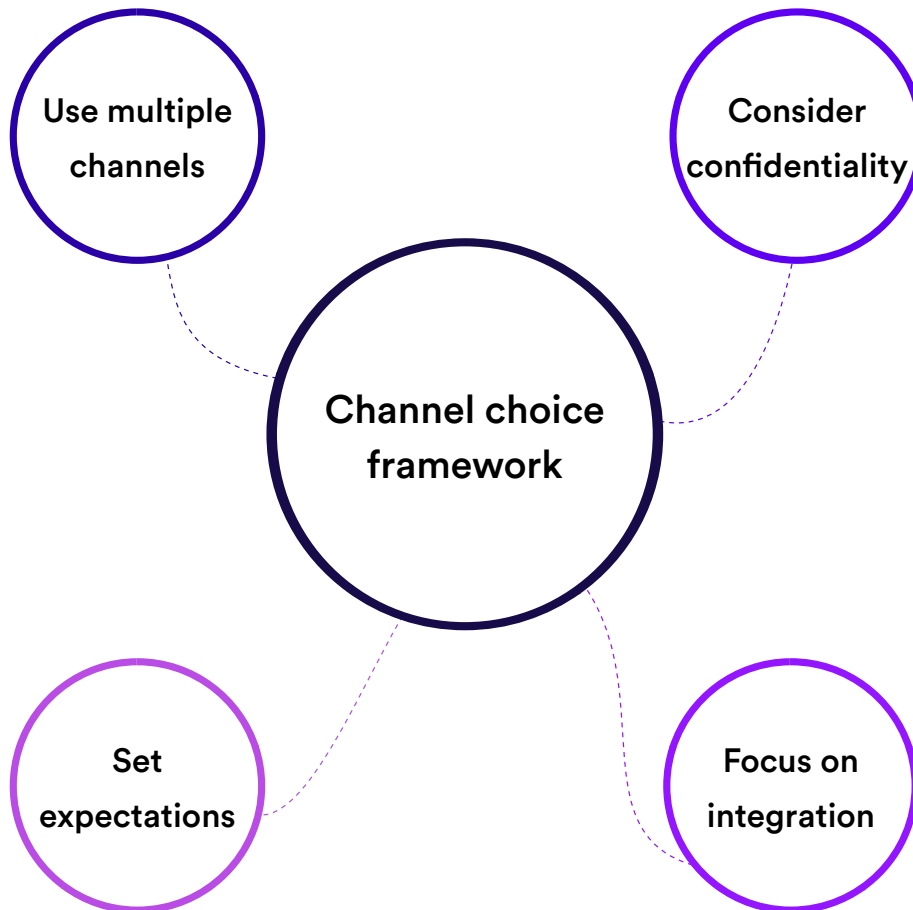 Use multiple
channels
Consider
confidentiality
Channel choice
framework
Set
expectations
Focus on
integration